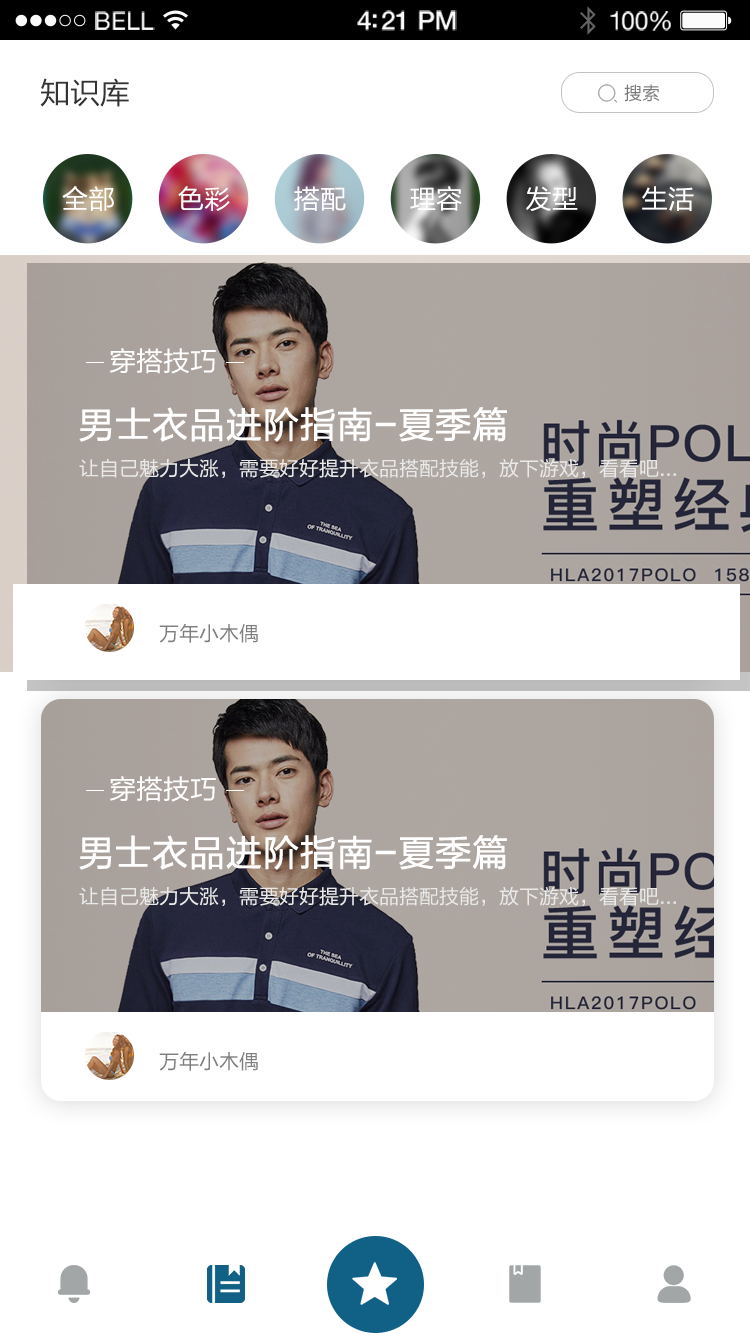 BELL 4:21 PM 100%
知识库
搜索
全部 色彩 搭配 理容 发型 生活
— 穿搭技巧 —
男士衣品进阶指南-夏季篇
让自己魅力大涨，需要好好提升衣品搭配技能，放下游戏，看看吧...
时尚POL
重塑经典
HLA2017POLO 158
THE SEA
OF TRANQUILLITY
万年小木偶
— 穿搭技巧 —
男士衣品进阶指南-夏季篇
让自己魅力大涨，需要好好提升衣品搭配技能，放下游戏，看看吧...
时尚PO
重塑经
HLA2017POLO
THE SEA
OF TRANQUILLITY
万年小木偶